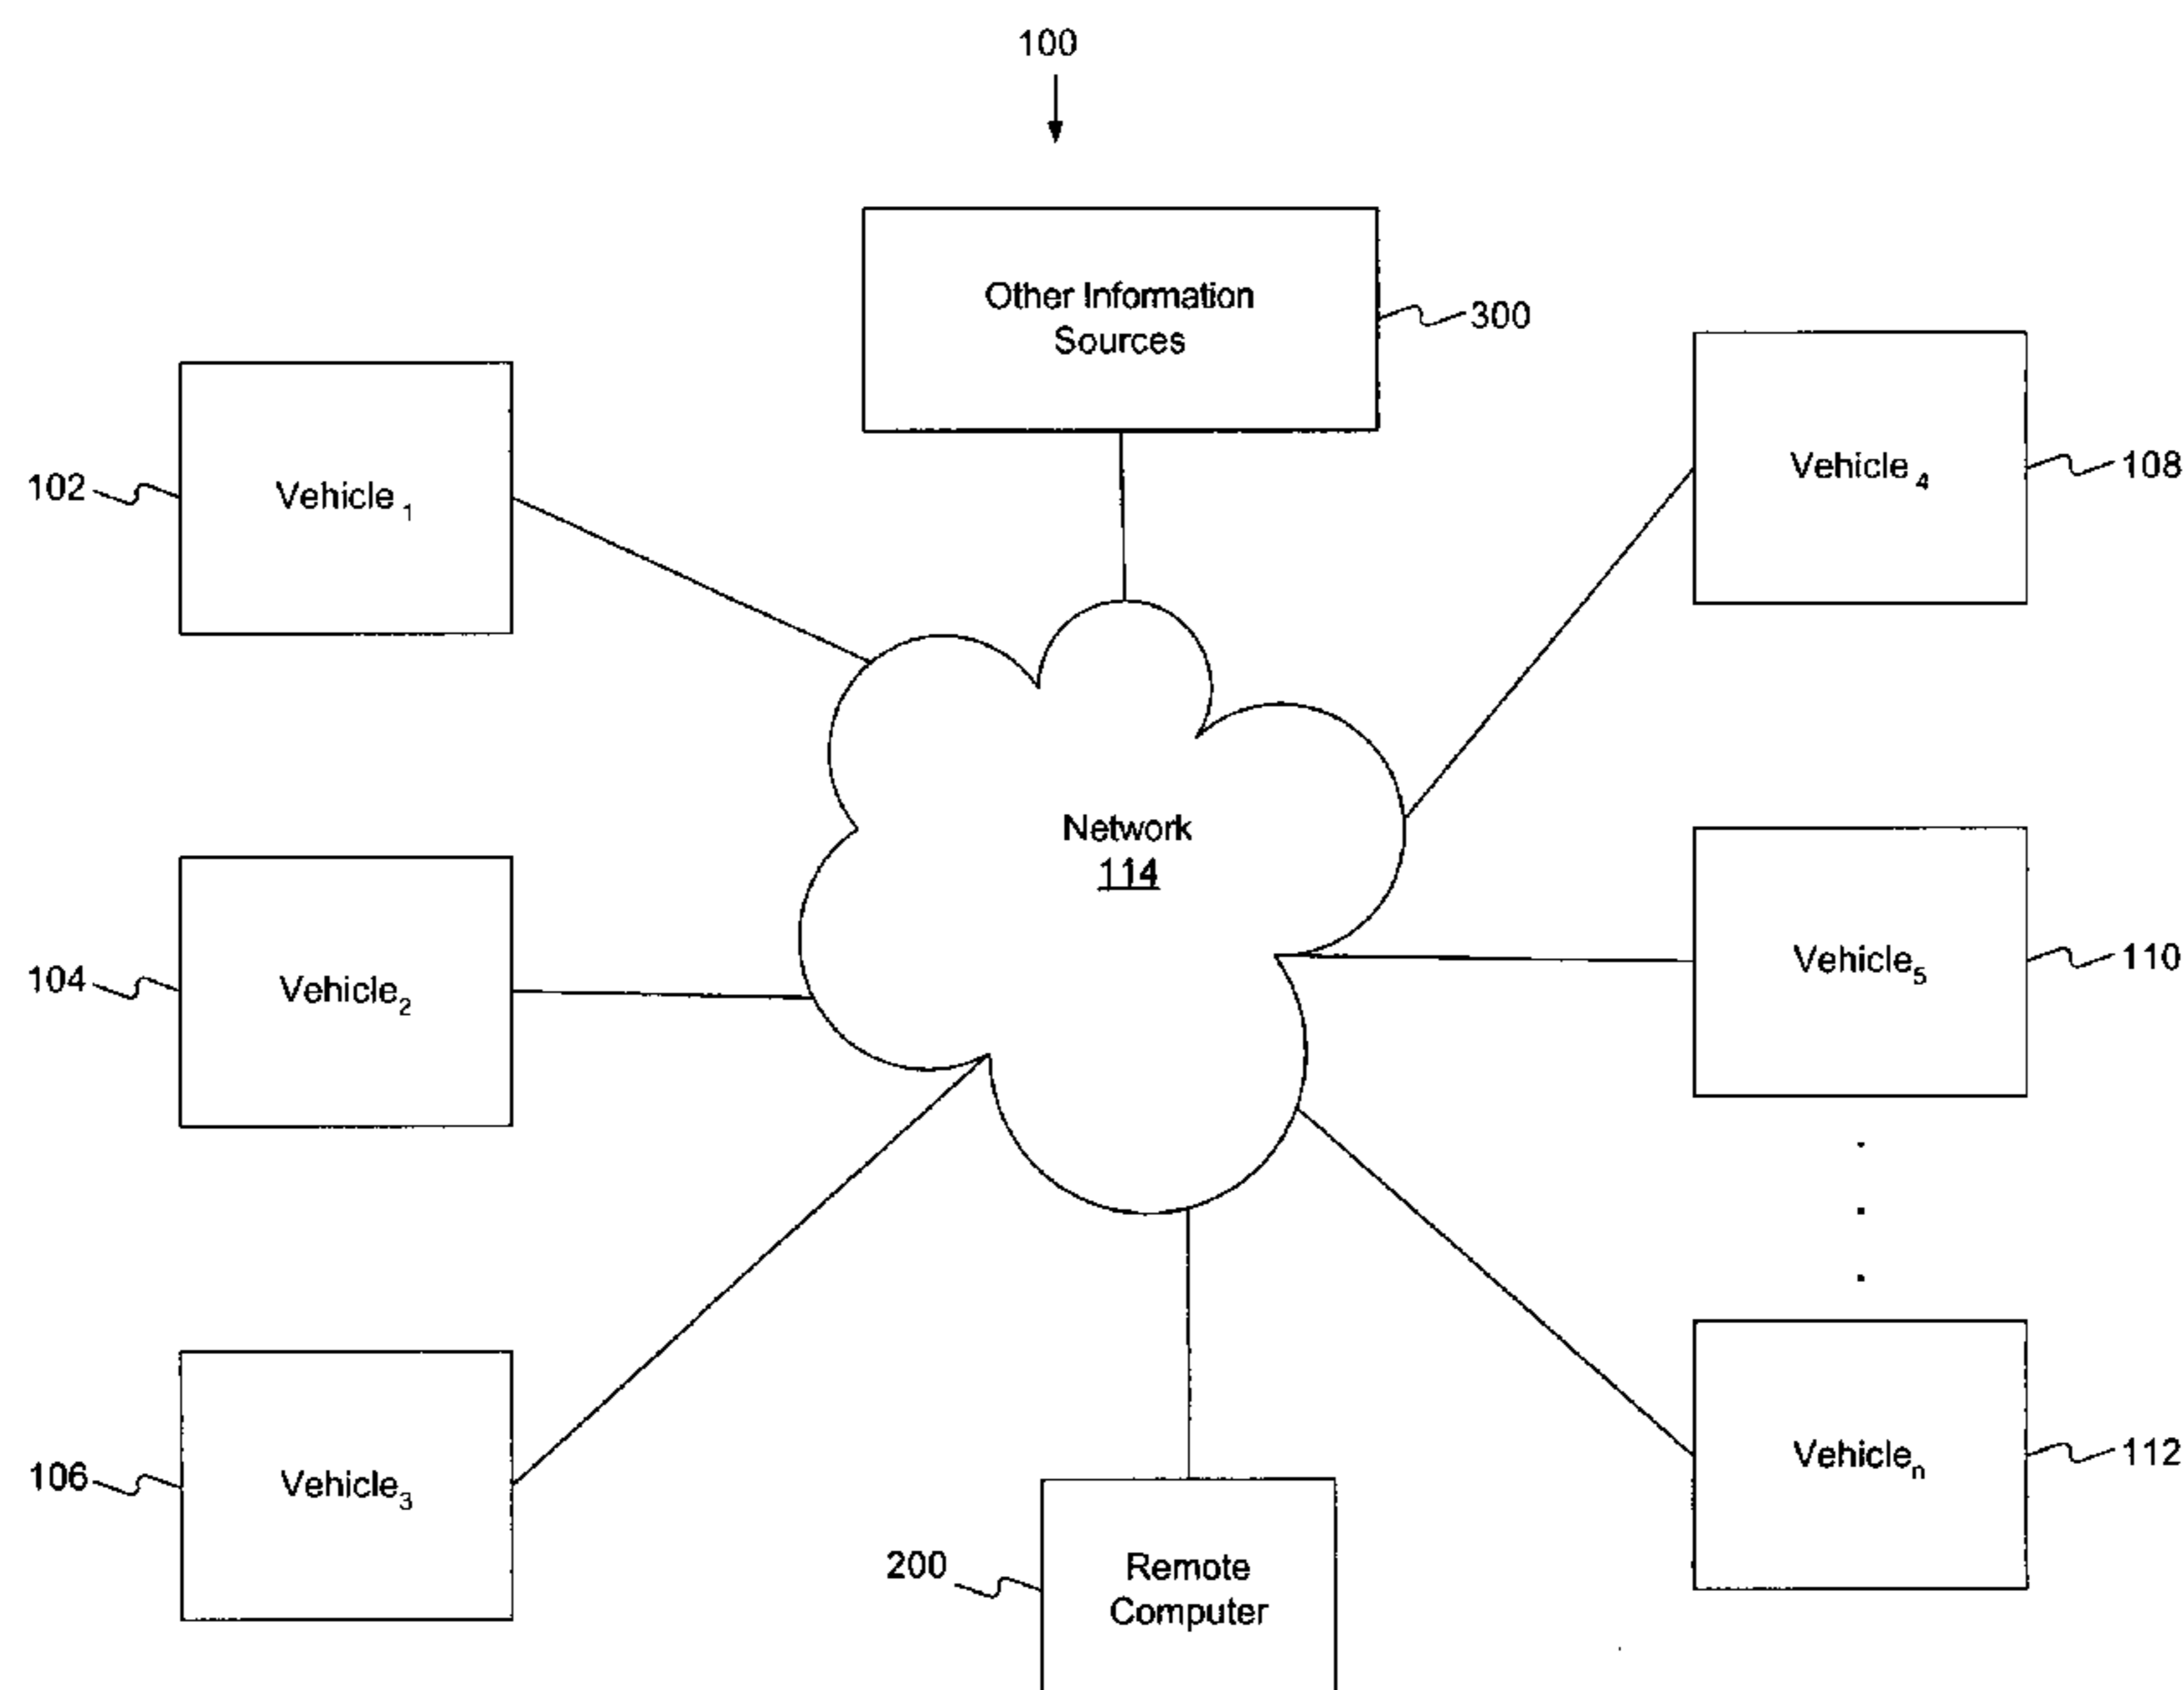 100
Other Information
Sources
300
Vehicle 1
102
Vehicle 4
108
Network
114
Vehicle2
104
Vehicle5
110
Vehicle3
106
Vehiclen
112
200
Remote
Computer